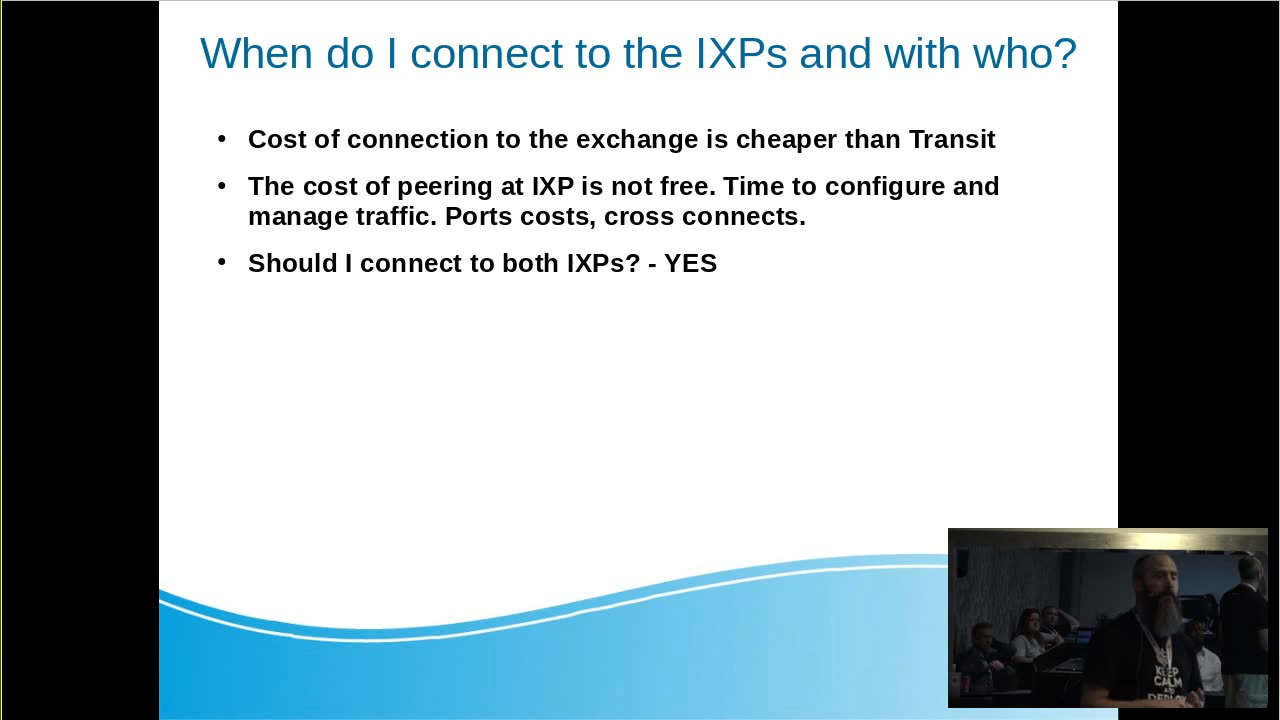 When do I connect to the IXPs and with who?
• Cost of connection to the exchange is cheaper than Transit
• The cost of peering at IXP is not free. Time to configure and
manage traffic. Ports costs, cross connects.
• Should I connect to both IXPs? - YES
KEEP
CALM
AND
DEPLOY